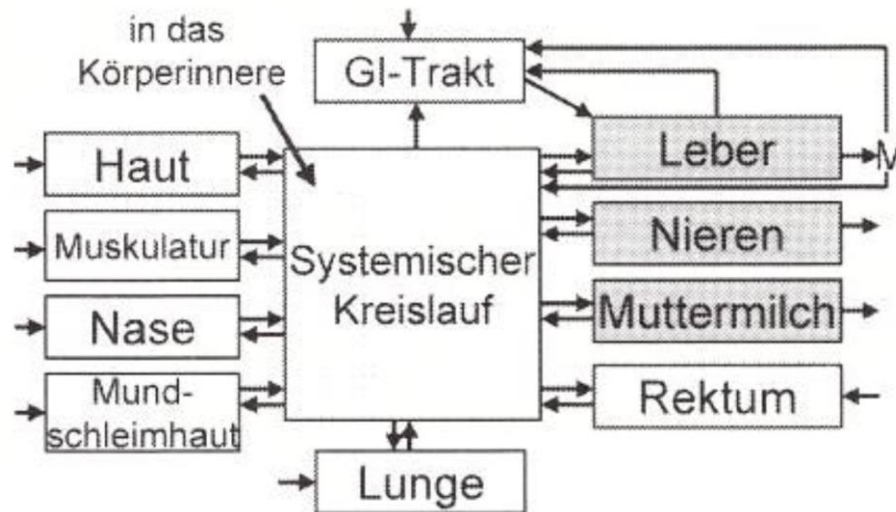 in das
Körperinnere
GI-Trakt
Haut
Leber
M
Muskulatur
Nieren
Systemischer
Kreislauf
Nase
Muttermilch
Mund-
schleimhaut
Rektum
Lunge